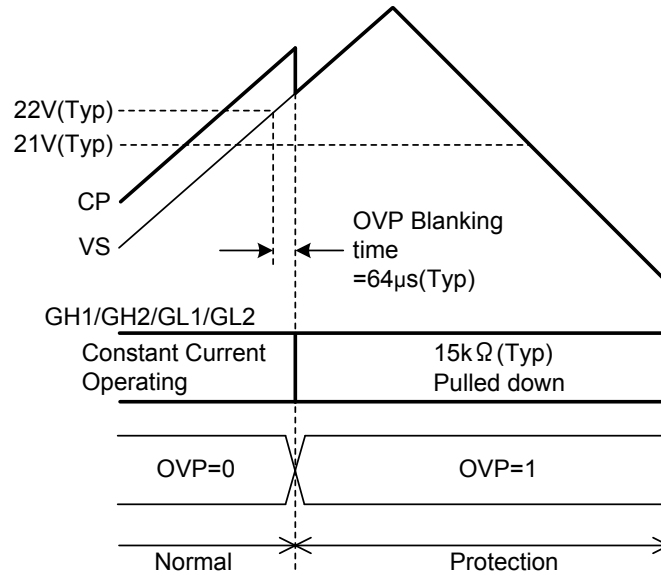 22V(Typ)
21V(Typ)
CP
VS
OVP Blanking
time
=64µs(Typ)
GH1/GH2/GL1/GL2
Constant Current
Operating
15kΩ(Typ)
Pulled down
OVP=0
OVP=1
Normal
Protection